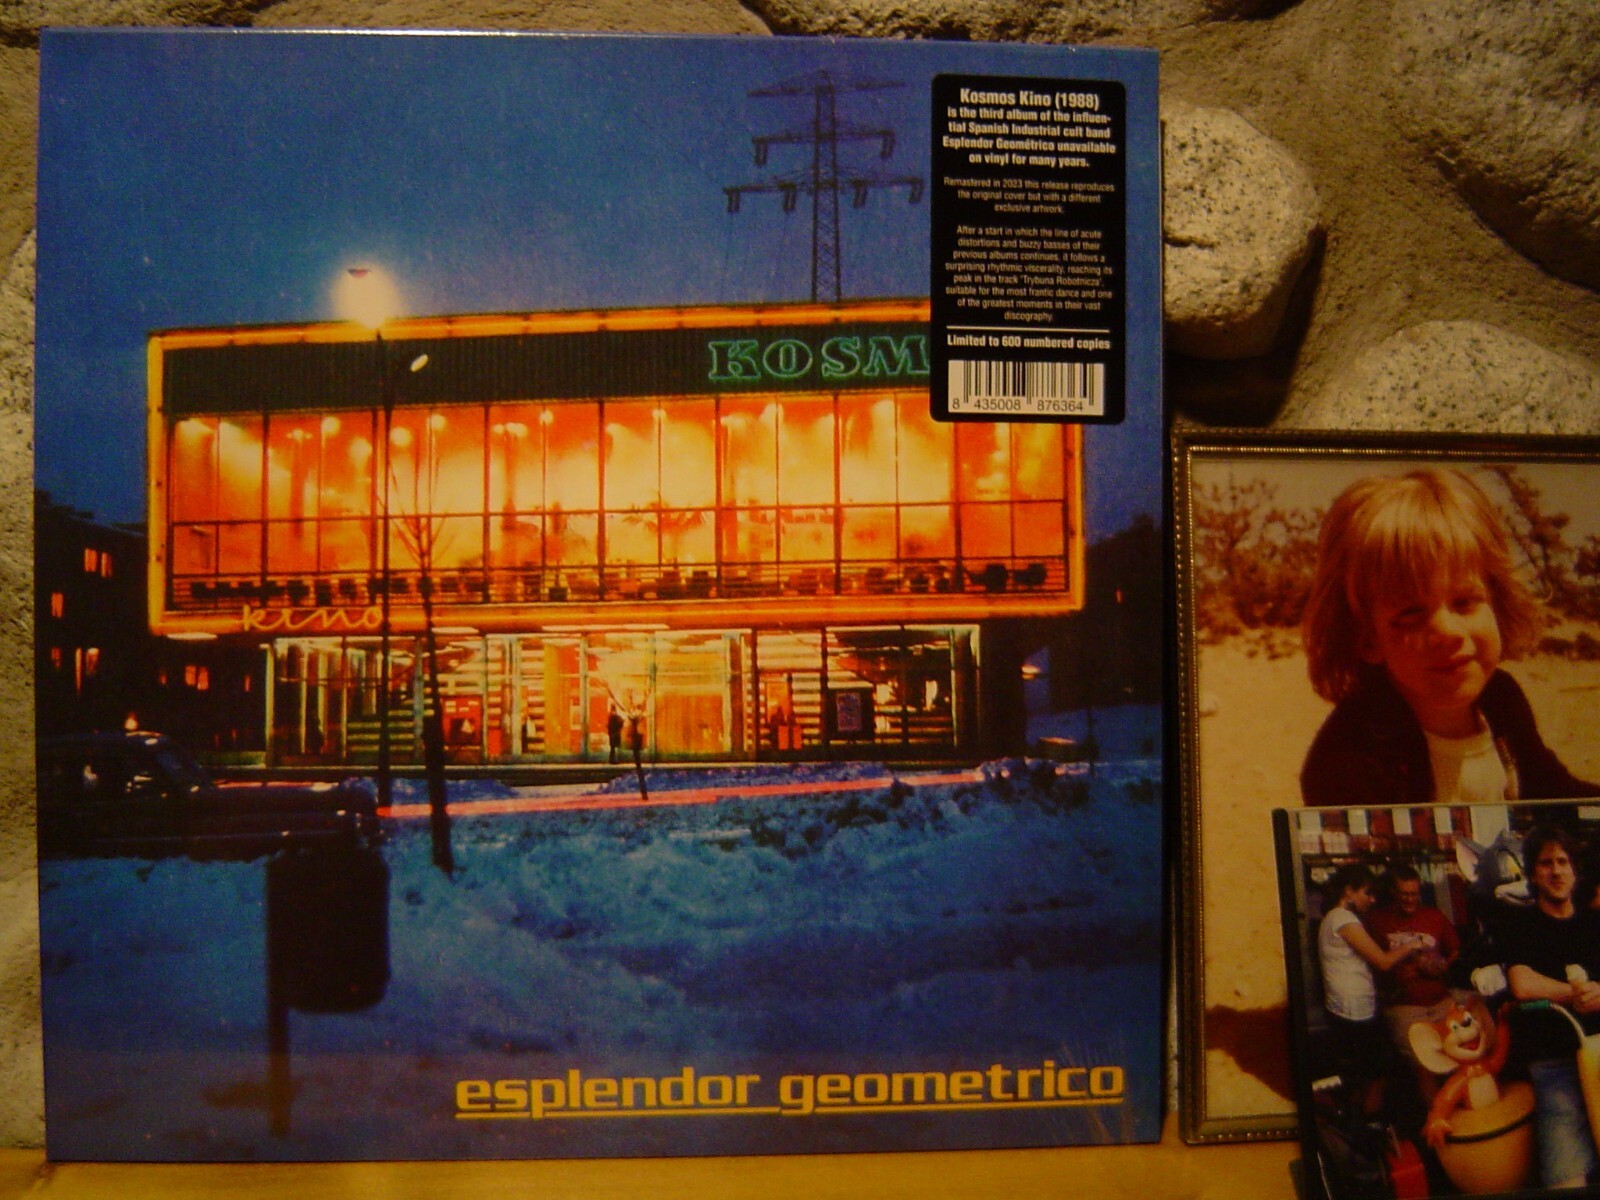 Kosmos Kino (1988)
is the third album of the influen-
tial Spanish Industrial cult band
Esplendor Geométrico unavailable
on vinyl for many years.
Remastered in 2023 this release reproduces
the original cover but with a different
exclusive artwork.
After a start in which the line of acute
distortions and buzzy basses of their
previous albums continues, it follows a
surprising rhythmic viscerality, reaching its
peak in the track "Trybuna Robotnicza",
suitable for the most frantic dance and one
of the greatest moments in their vast
discography.
Limited to 600 numbered copies
8 435008 876364
KOSM
kino
esplendor geometrico